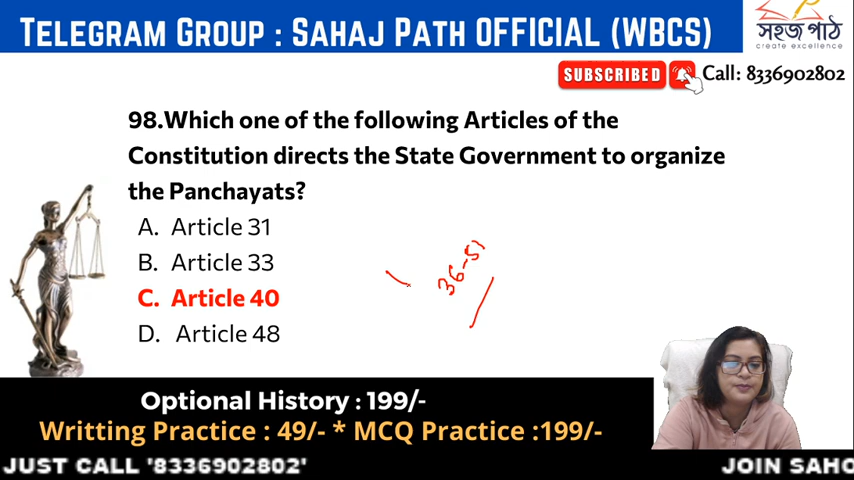 TELEGRAM GROUP : SAHAJ PATH OFFICIAL (WBCS)
সহজ পাঠ
create excellence
SUBSCRIBED
Call: 8336902802
98.Which one of the following Articles of the
Constitution directs the State Government to organize
the Panchayats?
A. Article 31
B. Article 33
C. Article 40
D. Article 48
36-51
Optional History : 199/-
Writting Practice : 49/- * MCQ Practice :199/-
JUST CALL '8336902802'
JOIN SAHO